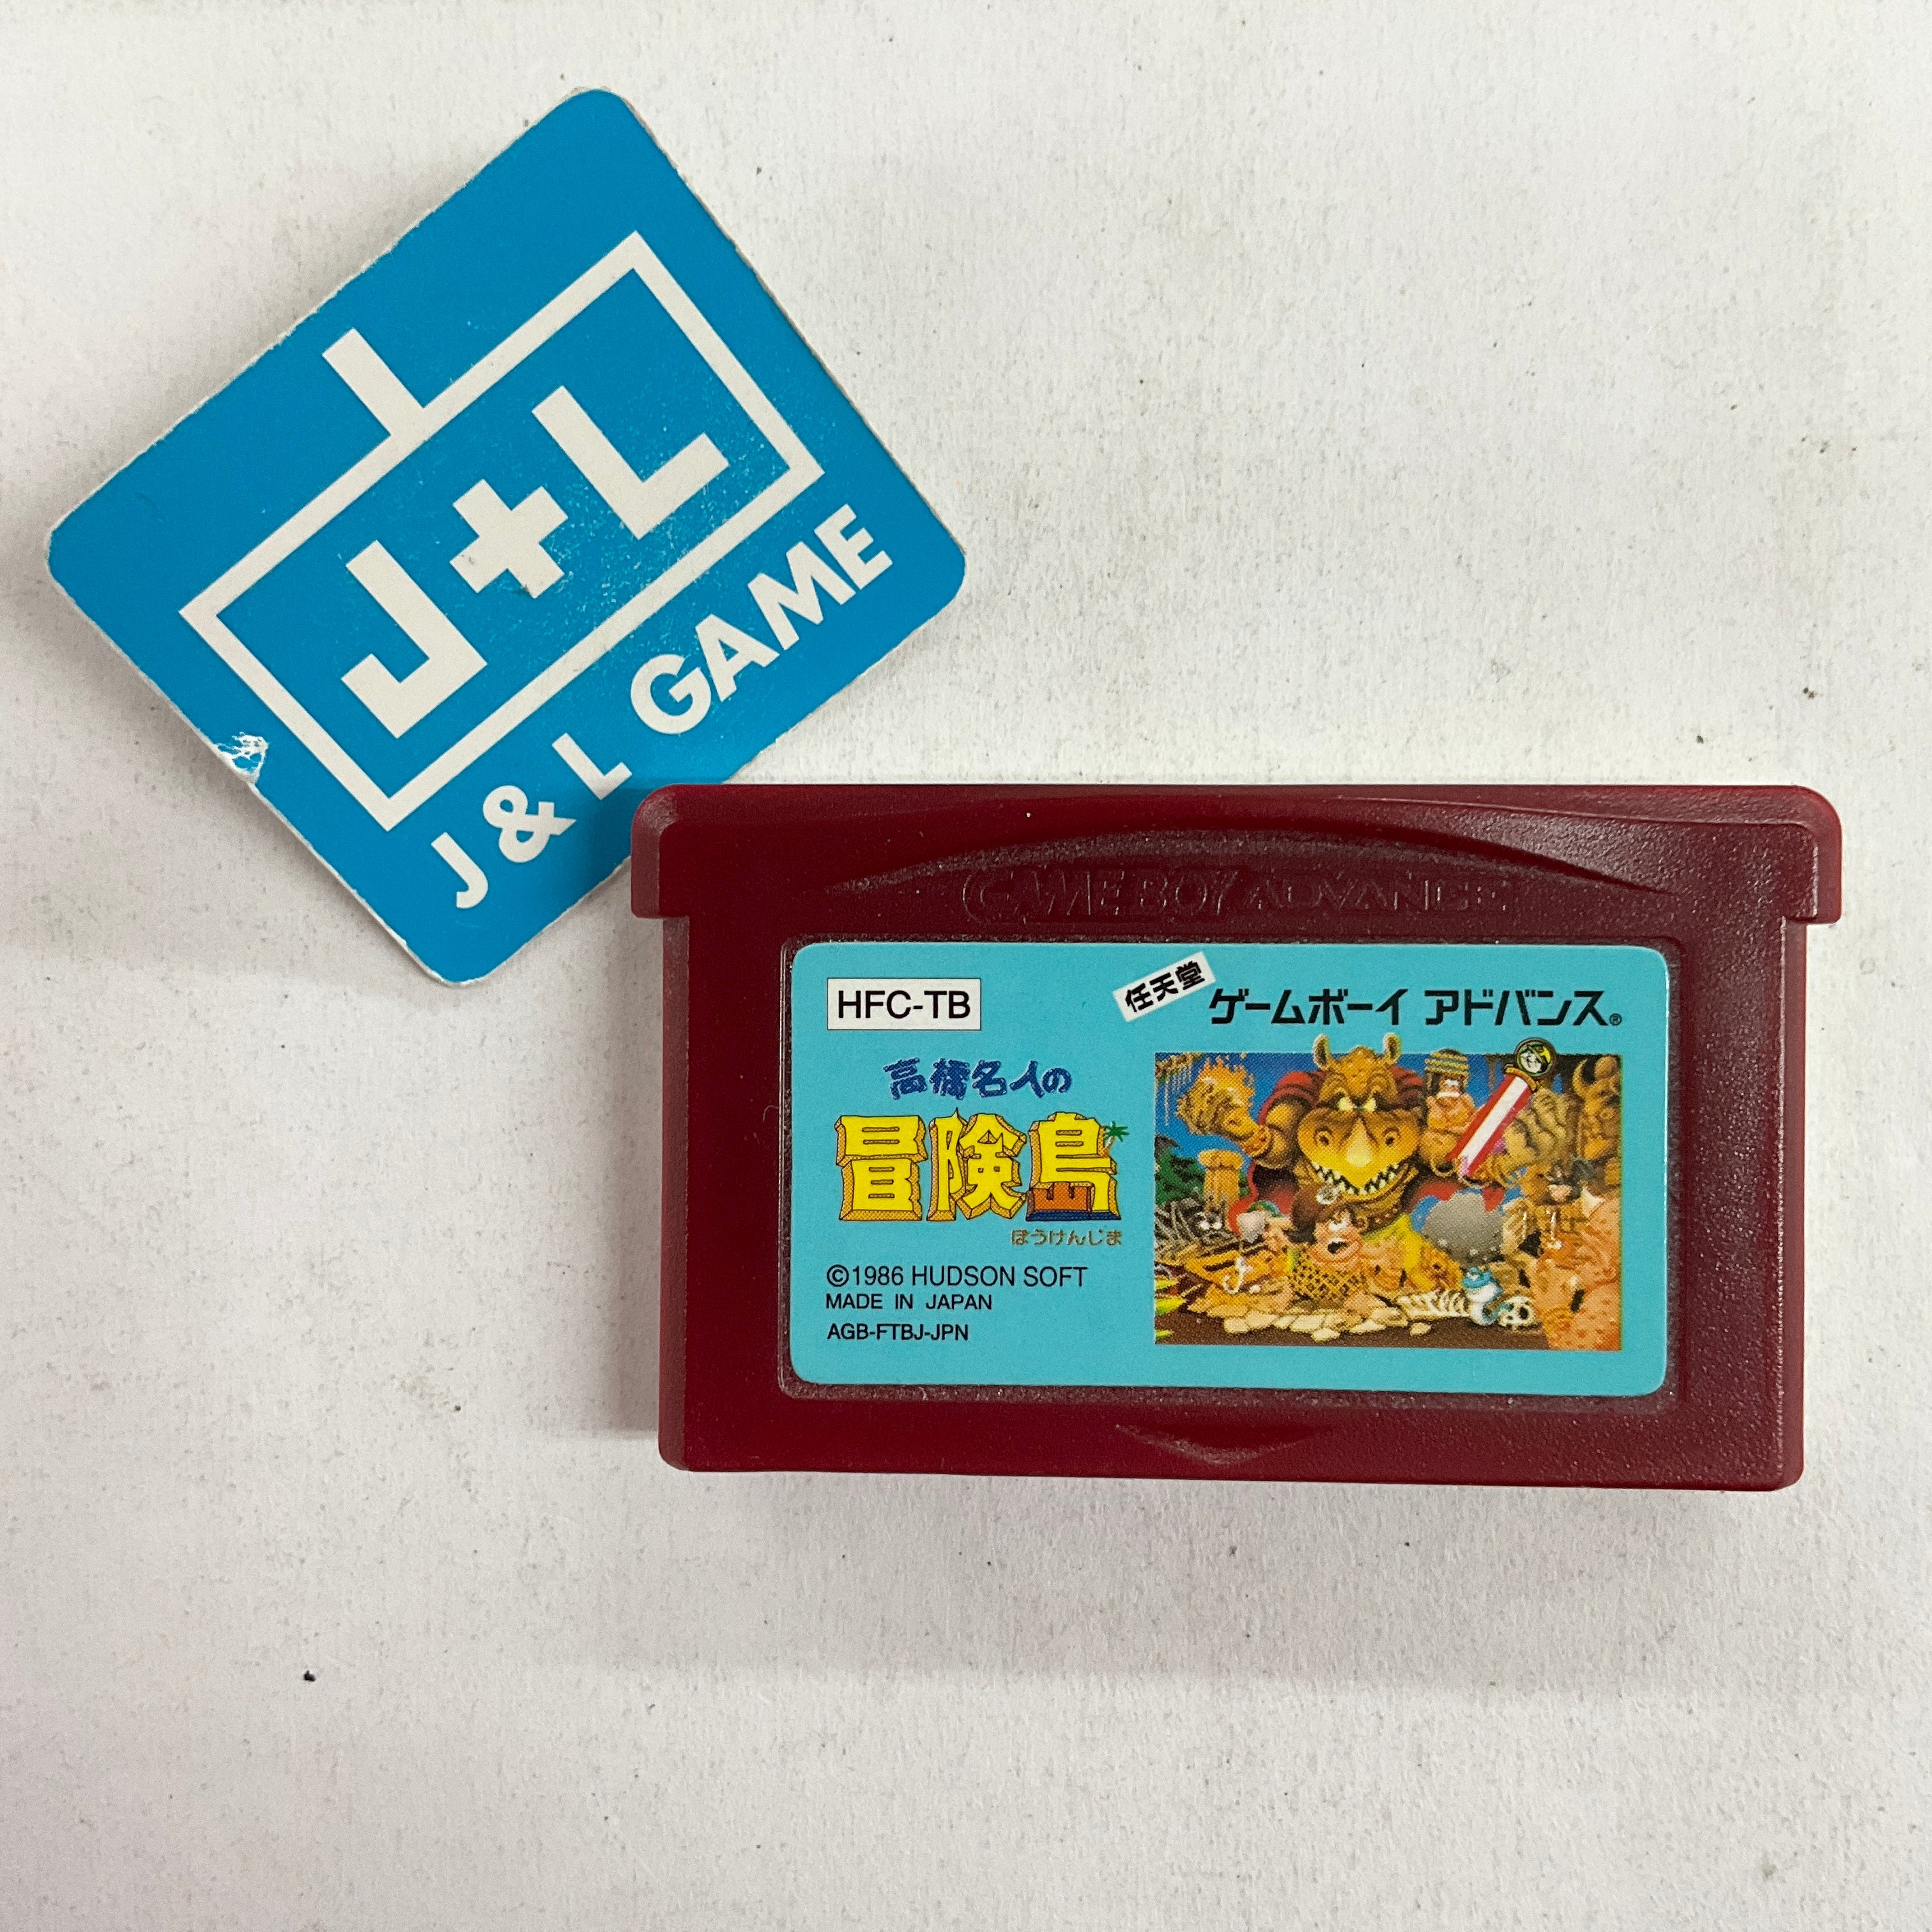 J+L
J & L GAME
GAME BOY ADVANCE
HFC-TB
任天堂
ゲームボーイ アドバンス®
高橋名人の
冒険島
ぼうけんじま
©1986 HUDSON SOFT
MADE IN JAPAN
AGB-FTBJ-JPN